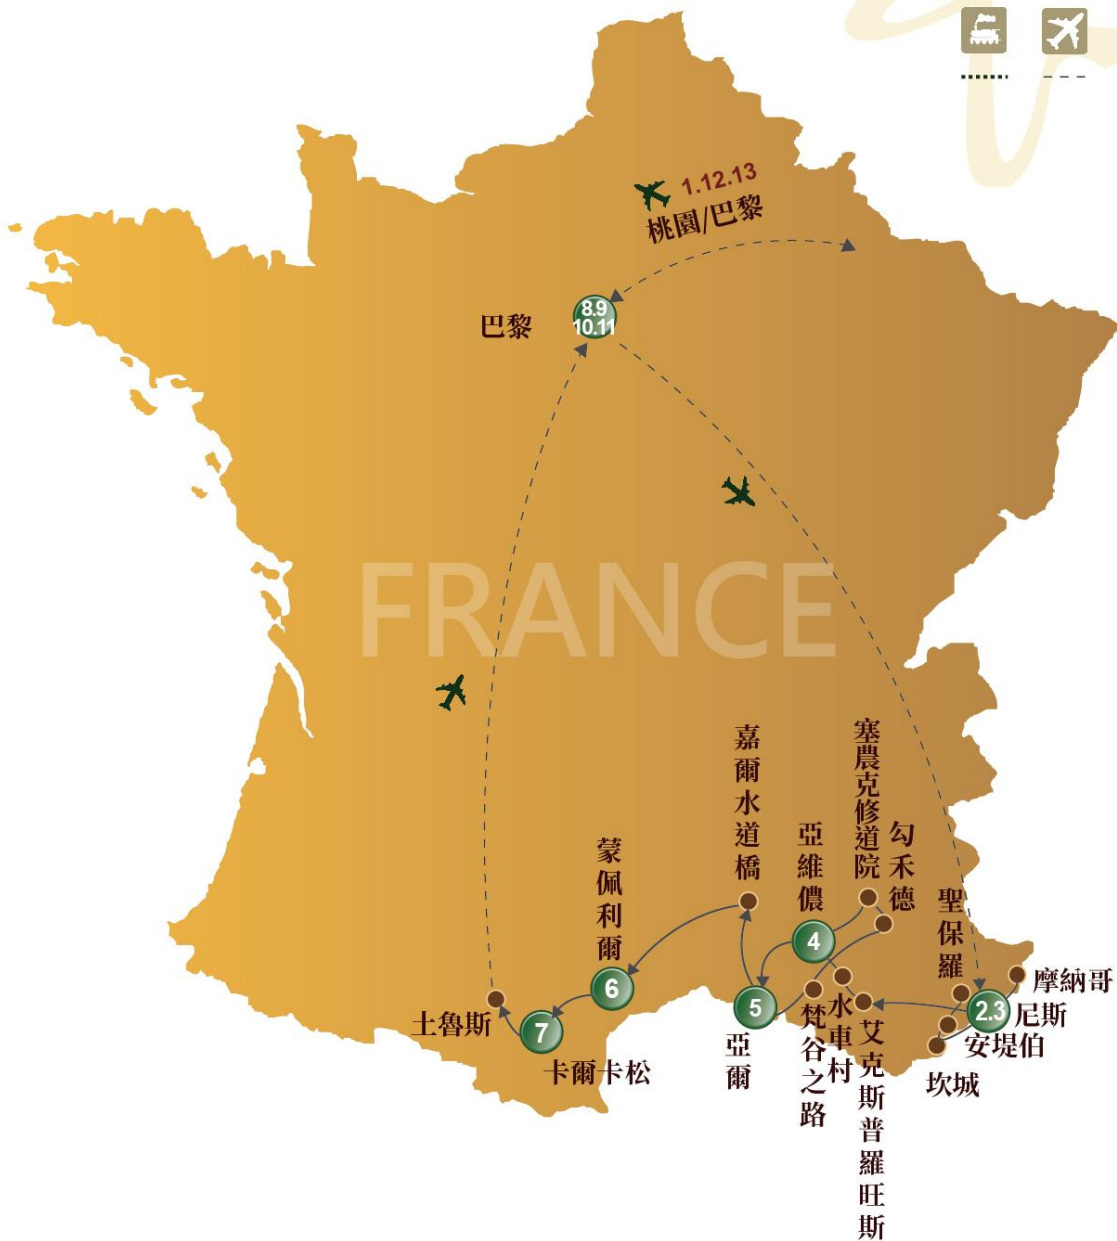 1.12.13
桃園/巴黎
巴黎
8.9
10.11
FRANCE
嘉爾水道橋
塞農克修道院
亞維儂
勾禾德
蒙佩利爾
聖保羅
4
摩納哥
6
5
2.3
尼斯
土魯斯
7
安堤伯
卡爾卡松
亞爾
梵谷之路
水車村
艾克斯普羅旺斯
坎城